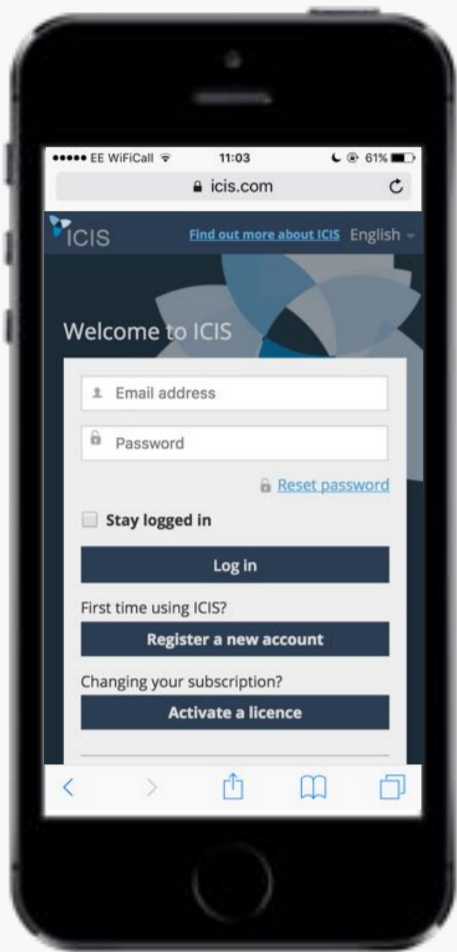 EE WiFiCall 11:03 61%
icis.com
ICIS Find out more about ICIS English
Welcome to ICIS
Email address
Password
Reset password
Stay logged in
Log in
First time using ICIS?
Register a new account
Changing your subscription?
Activate a licence